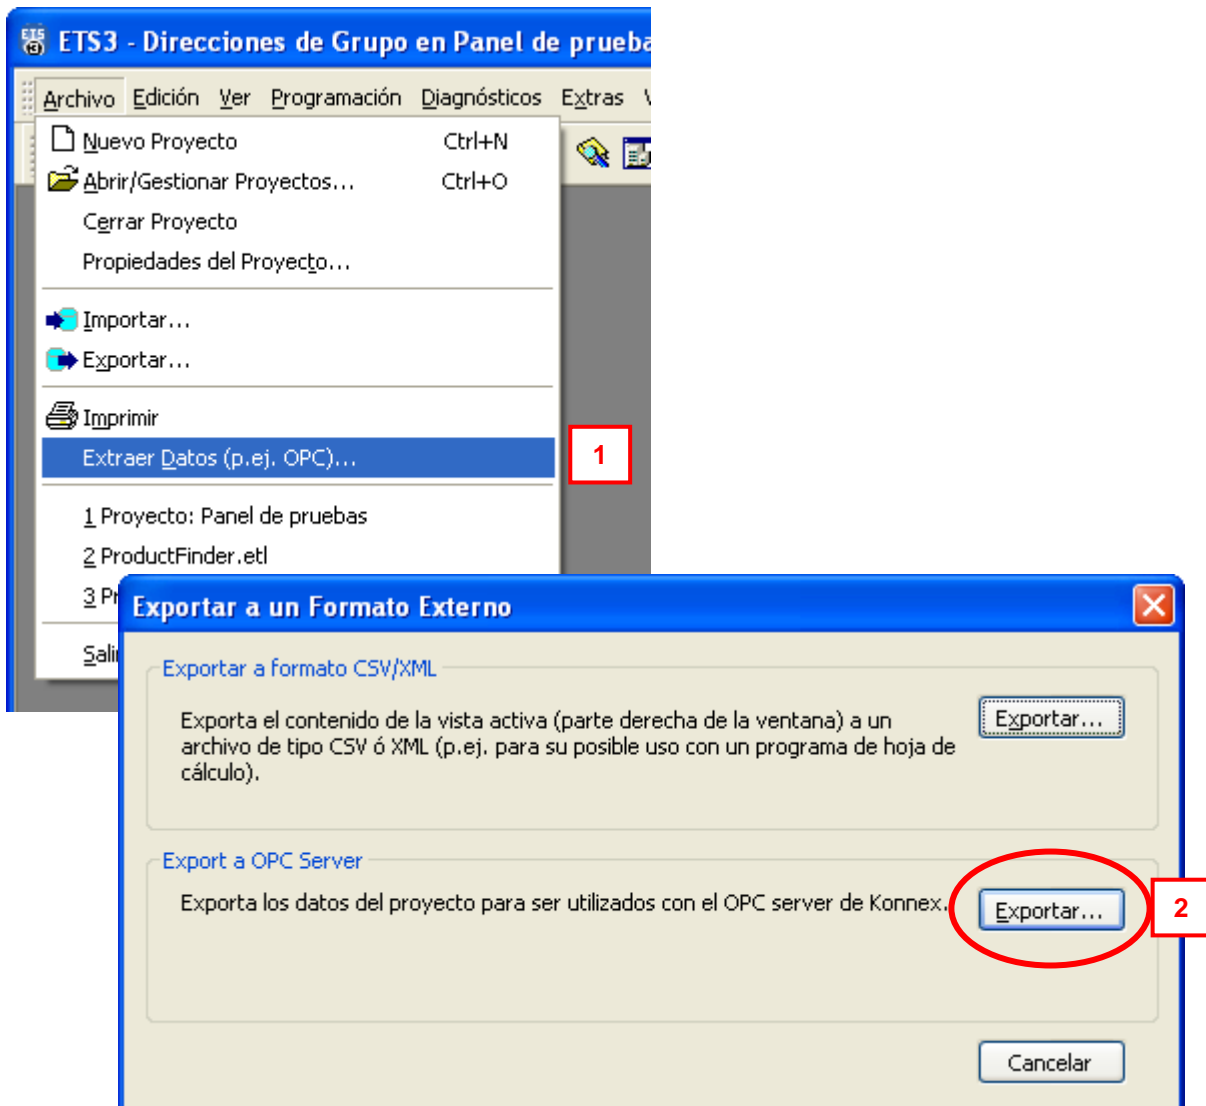 ETS3 - Direcciones de Grupo en Panel de prueba
Archivo Edición Ver Programación Diagnósticos Extras
Nuevo Proyecto Ctrl+N
Abrir/Gestionar Proyectos... Ctrl+O
Cerrar Proyecto
Propiedades del Proyecto...
Importar...
Exportar...
Imprimir
Extraer Datos (p.ej. OPC)...
1
1 Proyecto: Panel de pruebas
2 ProductFinder.etl
3 Pr
Salir
Exportar a un Formato Externo
Exportar a formato CSV/XML
Exporta el contenido de la vista activa (parte derecha de la ventana) a un
archivo de tipo CSV ó XML (p.ej. para su posible uso con un programa de hoja de
cálculo).
Exportar...
Export a OPC Server
Exporta los datos del proyecto para ser utilizados con el OPC server de Konnex.
Exportar...
2
Cancelar